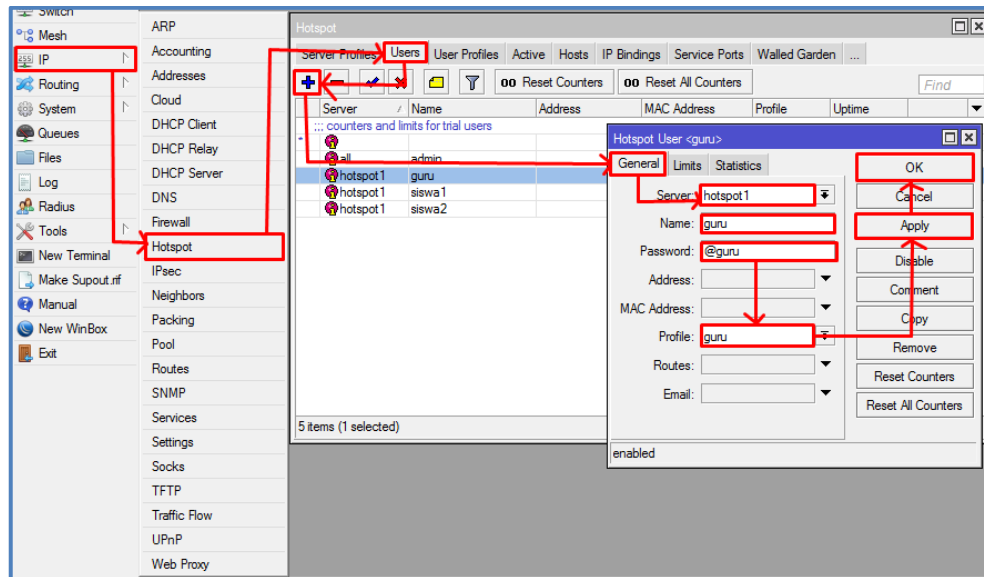 Switch
Mesh
IP
Routing
System
Queues
Files
Log
Radius
Tools
New Terminal
Make Supout.rif
Manual
New WinBox
Exit
ARP
Accounting
Addresses
Cloud
DHCP Client
DHCP Relay
DHCP Server
DNS
Firewall
Hotspot
IPsec
Neighbors
Packing
Pool
Routes
SNMP
Services
Settings
Socks
TFTP
Traffic Flow
UPnP
Web Proxy
Hotspot
Server Profiles Users User Profiles Active Hosts IP Bindings Service Ports Walled Garden ...
00 Reset Counters 00 Reset All Counters Find
Server / Name Address MAC Address Profile Uptime
::: counters and limits for trial users
*
all admin
hotspot1 guru
hotspot1 siswa1
hotspot1 siswa2
5 items (1 selected)
Hotspot User <guru>
General Limits Statistics
Server: hotspot1
Name: guru
Password: @guru
Address:
MAC Address:
Profile: guru
Routes:
Email:
OK
Cancel
Apply
Disable
Comment
Copy
Remove
Reset Counters
Reset All Counters
enabled